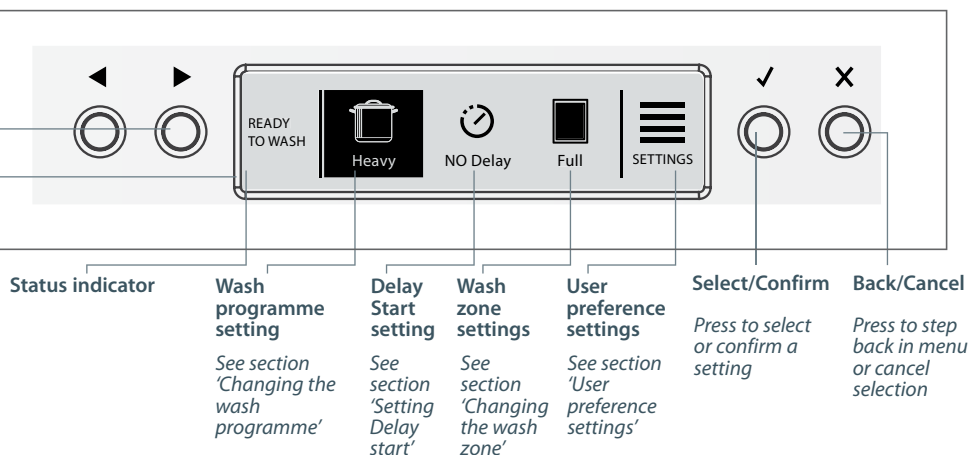 READY
TO WASH
Heavy
NO Delay
Full
SETTINGS
Status indicator
Wash
programme
setting
See section
‘Changing the
wash
programme’
Delay
Start
setting
See
section
‘Setting
Delay
start’
Wash
zone
settings
See
section
‘Changing
the wash
zone’
User
preference
settings
See section
‘User
preference
settings’
Select/Confirm
Press to select
or confirm a
setting
Back/Cancel
Press to step
back in menu
or cancel
selection